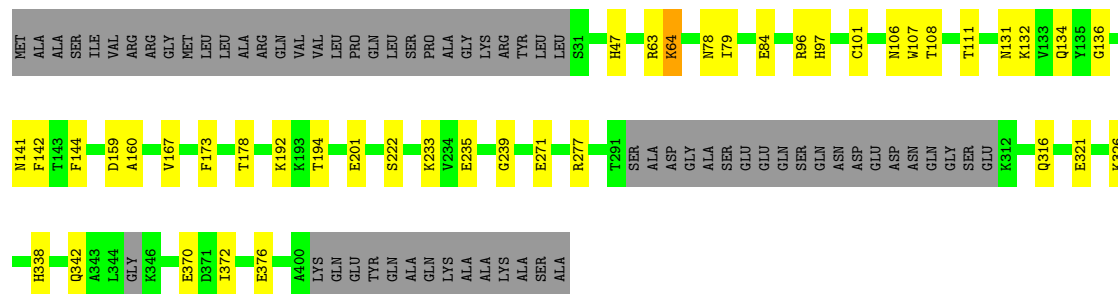 MET ALA ALA SER ILE VAL ARG ARG GLY MET LEU LEU ALA ARG GLN VAL VAL LEU PRO GLN LEU SER PRO ALA GLY LYS ARG TYR LEU LEU S31 H47 R63 K64 N78 I79 E84 R96 H97 C101 N106 W107 T108 T111 N131 K132 V133 Q134 Y135 G136
N141 F142 T143 F144 D159 A160 V167 F173 T178 K192 K193 T194 E201 S222 K233 V234 E235 G239 E271 R277 T291 SER ALA ASP GLY ALA SER GLU GLU GLN SER GLN ASN ASP GLU ASP ASN GLN GLY SER GLU K312 Q316 E321 K326
H338 Q342 A343 L344 GLY K346 E370 D371 I372 E376 A400 LYS GLN GLU TYR GLN ALA GLN LYS ALA ALA LYS ALA SER ALA